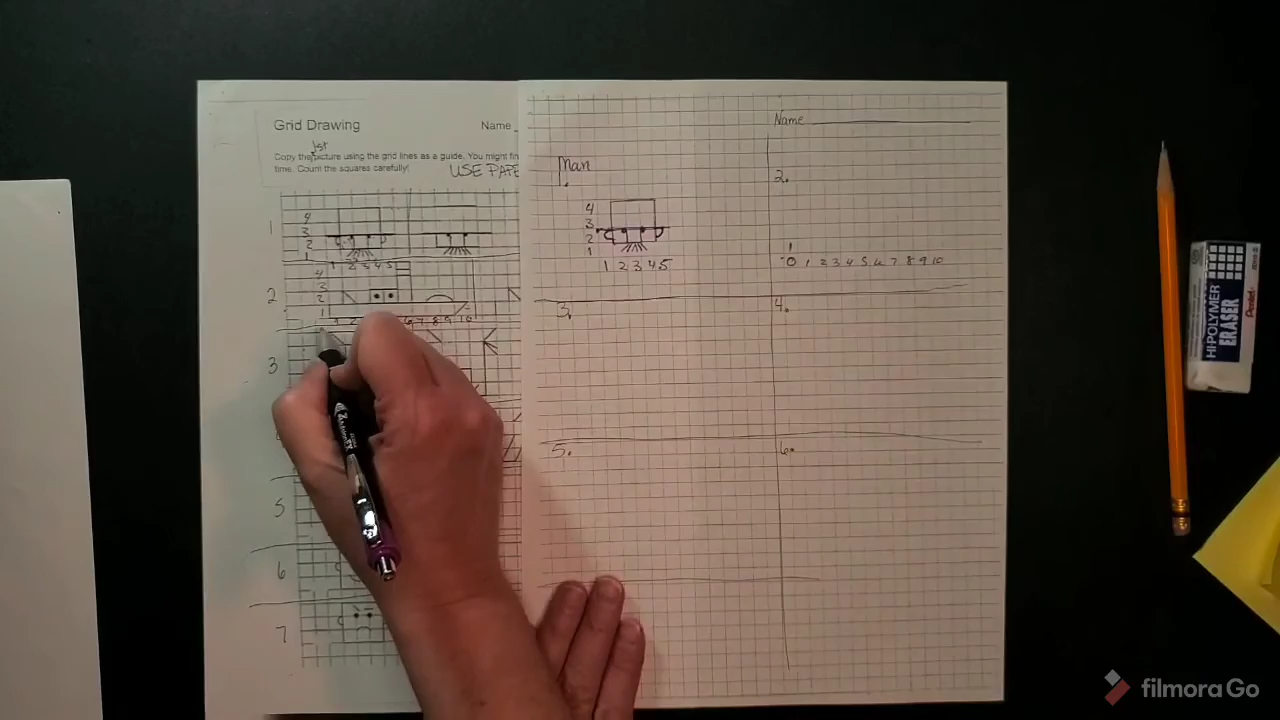 Grid Drawing
Name
1st
Copy the picture using the grid lines as a guide. You might fin
time. Count the squares carefully!
USE PAPE
1
4
3
2
1
1 2 3 4 5
2
4
3
2
1
3
5
6
7
Name
Man
4
3
2
1
1 2 3 4 5
2.
1
0 1 2 3 4 5 6 7 8 9 10
3.
4.
5.
6.
HI-POLYMER
ERASER
Pentel
filmora Go